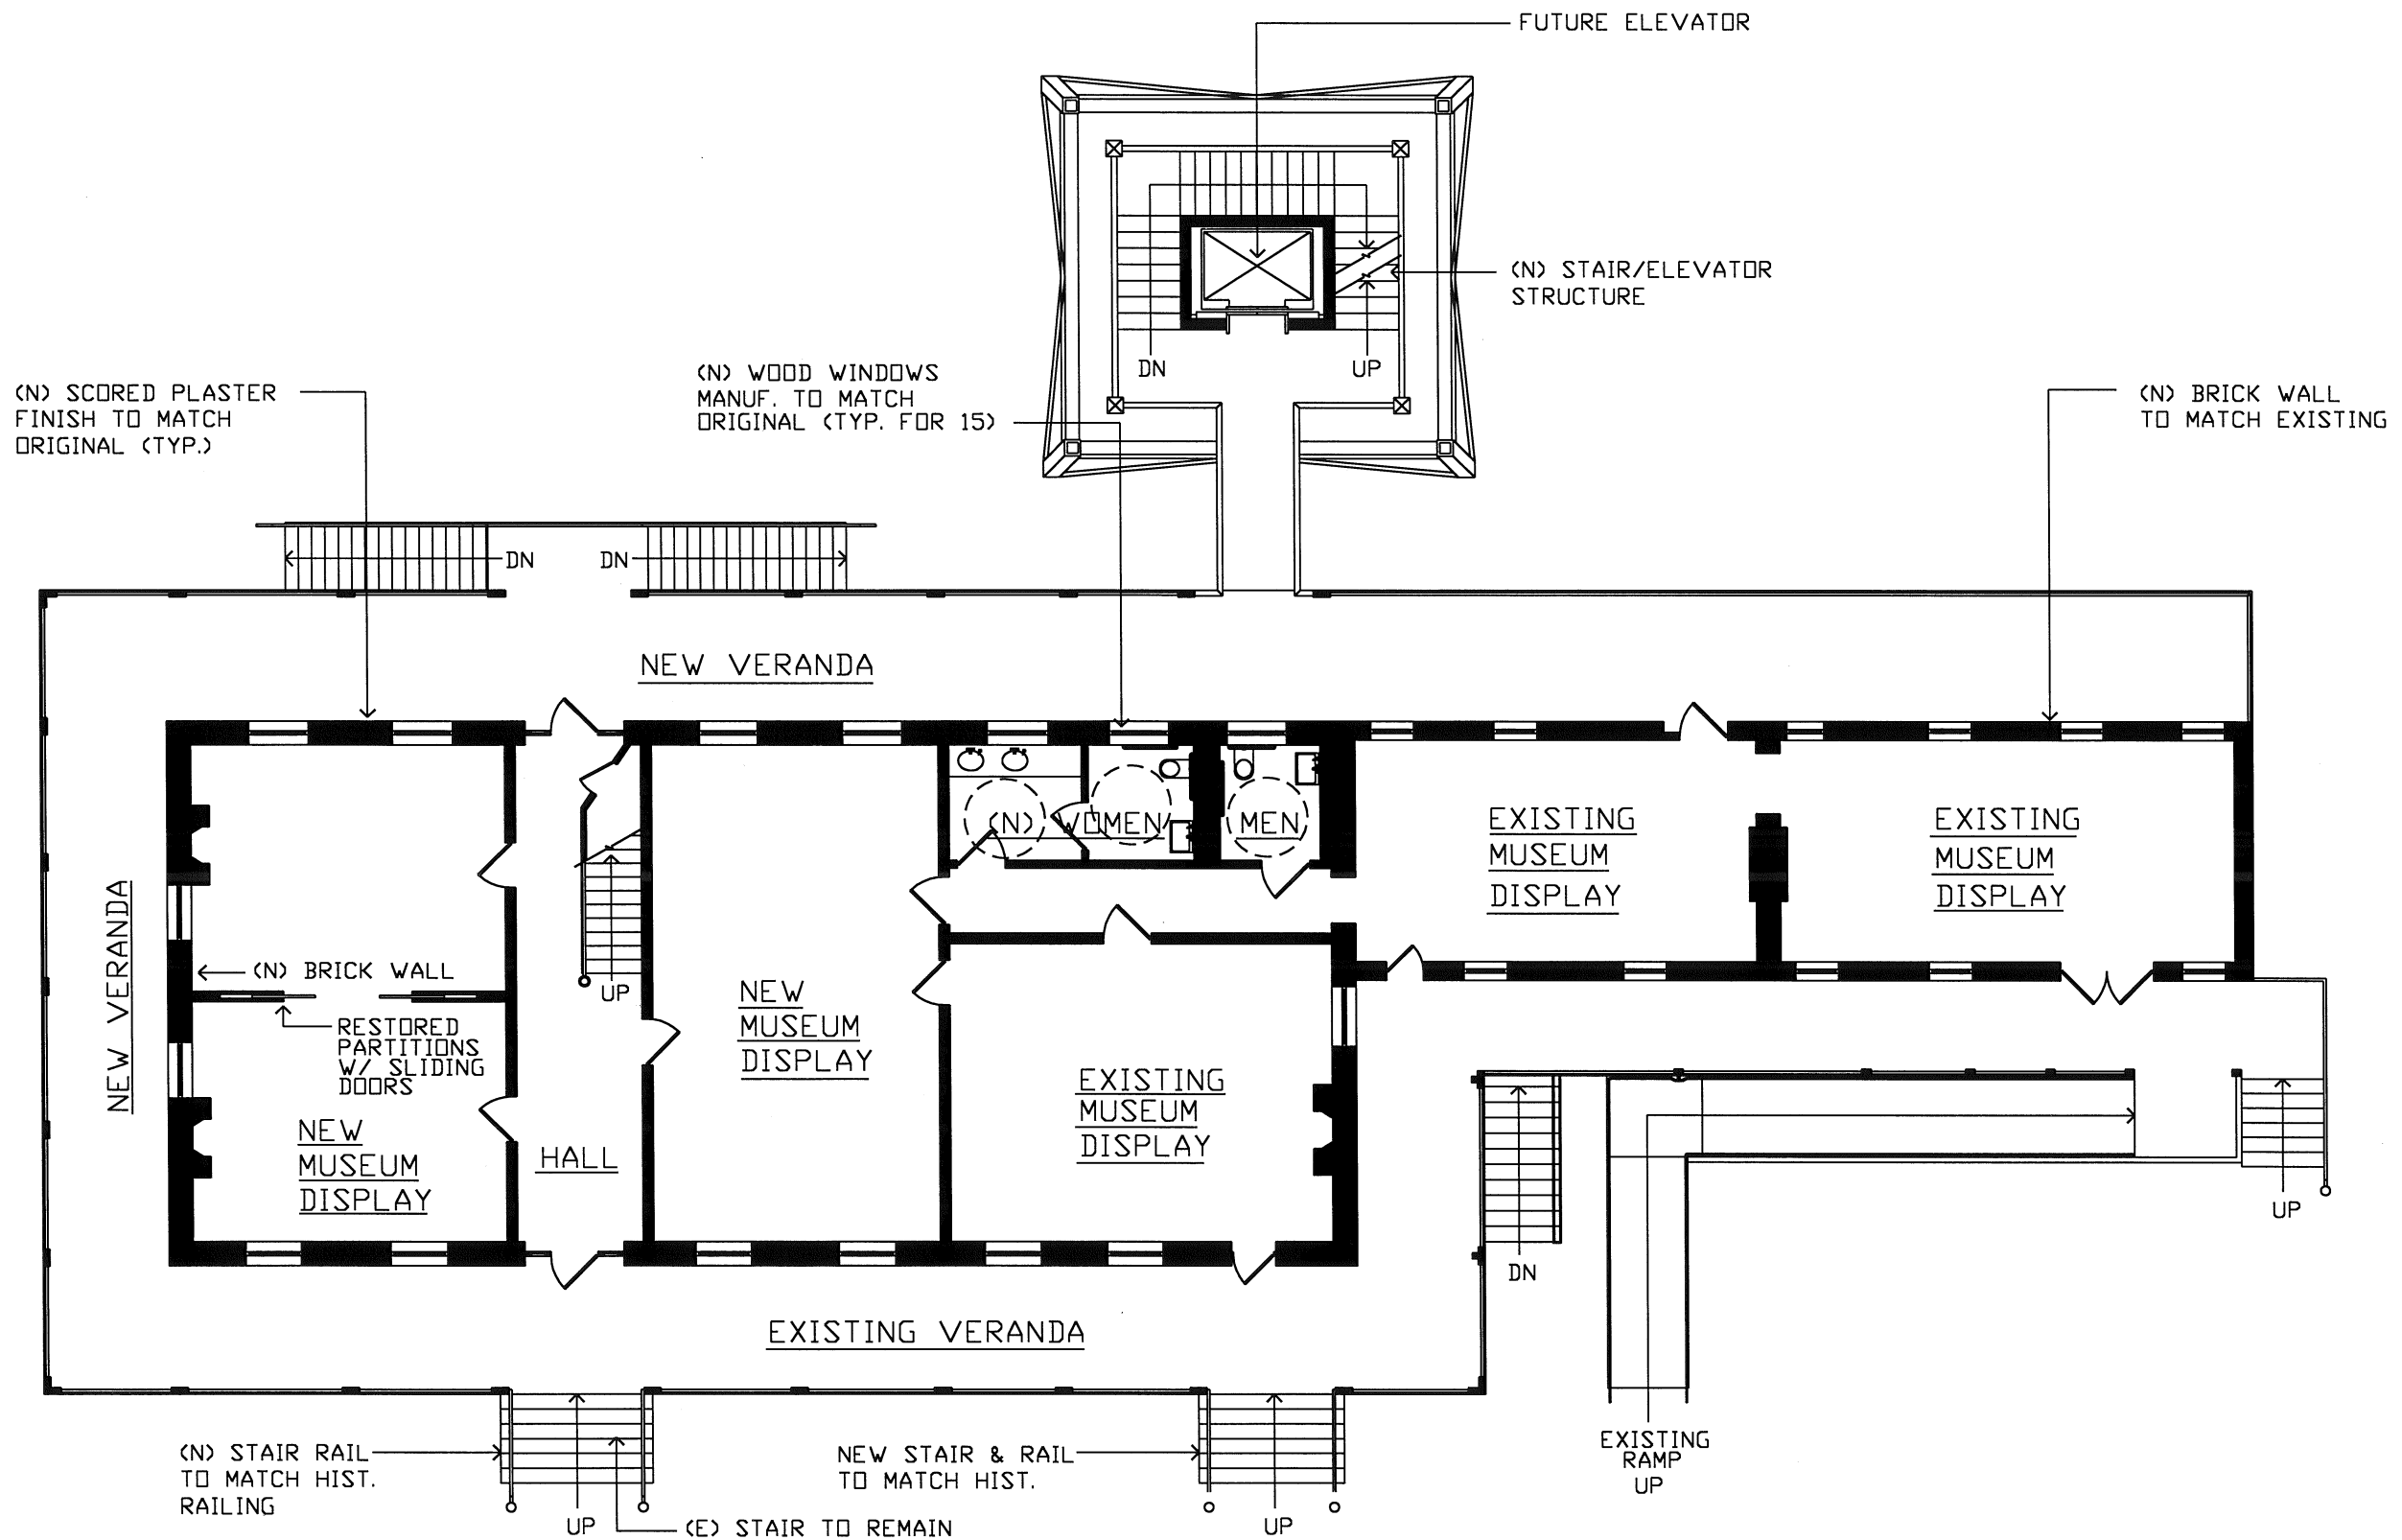 FUTURE ELEVATOR
(N) STAIR/ELEVATOR
STRUCTURE
DN
UP
(N) WOOD WINDOWS
MANUF. TO MATCH
ORIGINAL (TYP. FOR 15)
(N) SCORED PLASTER
FINISH TO MATCH
ORIGINAL (TYP.)
(N) BRICK WALL
TO MATCH EXISTING
DN
DN
NEW VERANDA
(N) WOMEN
MEN
EXISTING
MUSEUM
DISPLAY
EXISTING
MUSEUM
DISPLAY
NEW VERANDA
(N) BRICK WALL
UP
RESTORED
PARTITIONS
W/ SLIDING
DOORS
NEW
MUSEUM
DISPLAY
HALL
NEW
MUSEUM
DISPLAY
EXISTING
MUSEUM
DISPLAY
UP
DN
EXISTING VERANDA
(N) STAIR RAIL
TO MATCH HIST.
RAILING
UP
(E) STAIR TO REMAIN
NEW STAIR & RAIL
TO MATCH HIST.
UP
EXISTING
RAMP
UP